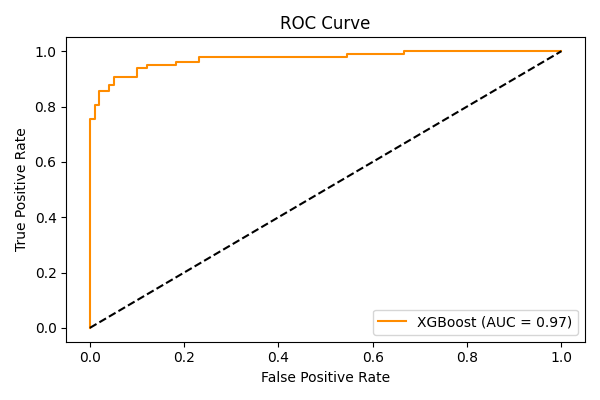 ROC Curve
True Positive Rate
1.0
0.8
0.6
0.4
0.2
0.0
XGBoost (AUC = 0.97)
0.0 0.2 0.4 0.6 0.8 1.0
False Positive Rate